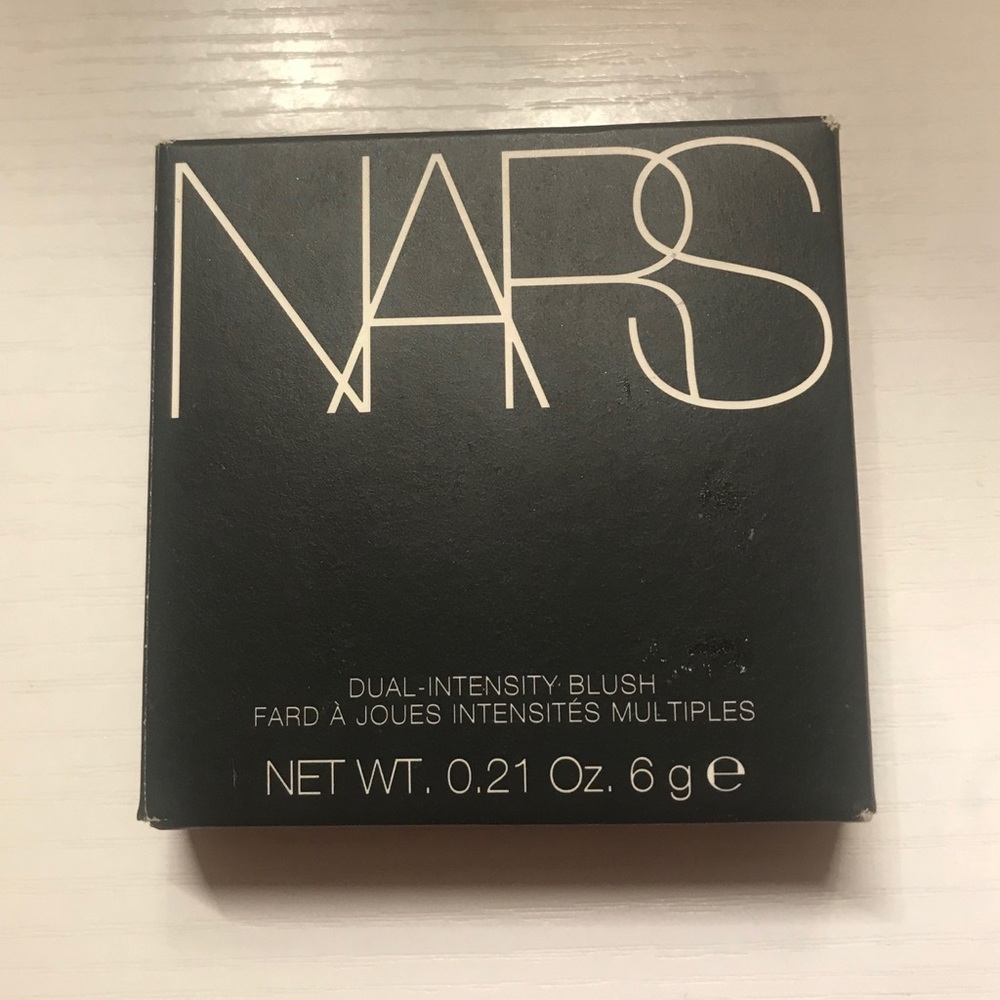 NARS
DUAL-INTENSITY BLUSH
FARD À JOUES INTENSITÉS MULTIPLES
NET WT. 0.21 Oz. 6 g ℮